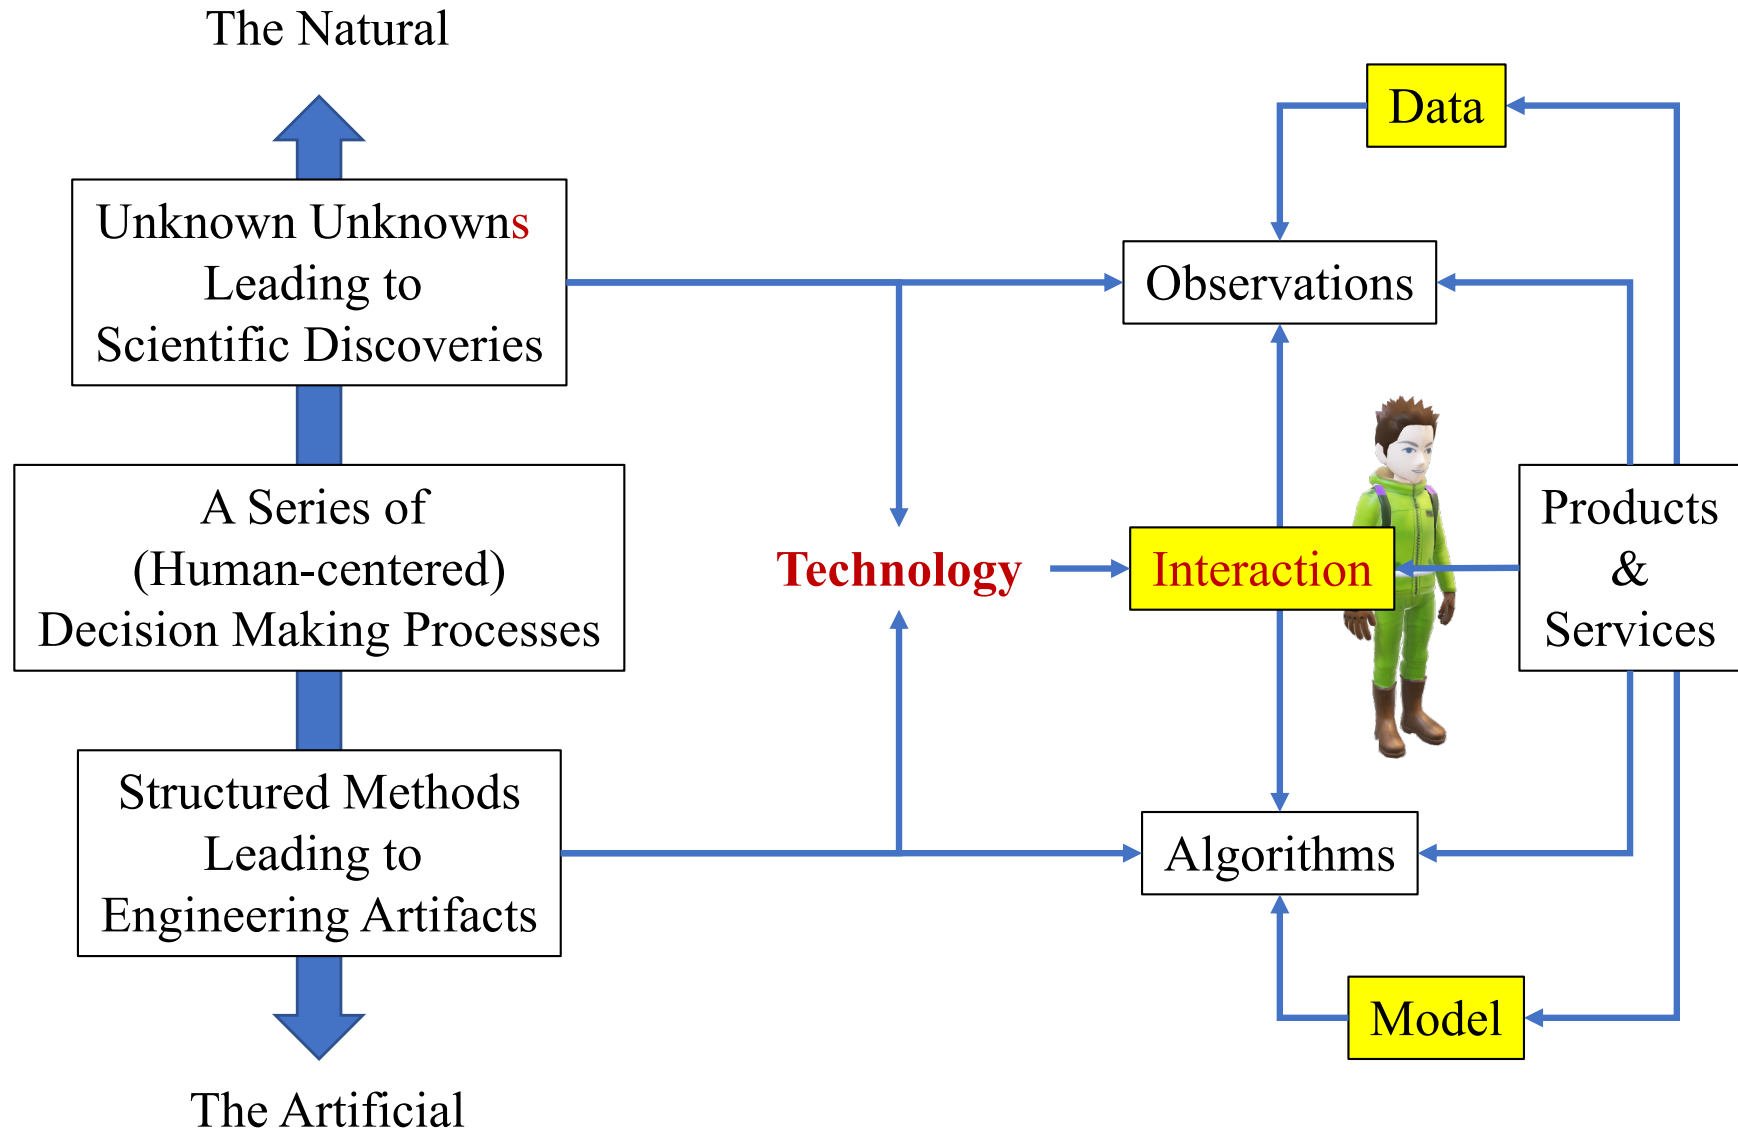 The Natural
Unknown Unknowns
Leading to
Scientific Discoveries
A Series of
(Human-centered)
Decision Making Processes
Structured Methods
Leading to
Engineering Artifacts
The Artificial
Technology
Data
Observations
Interaction
Algorithms
Model
Products
&
Services